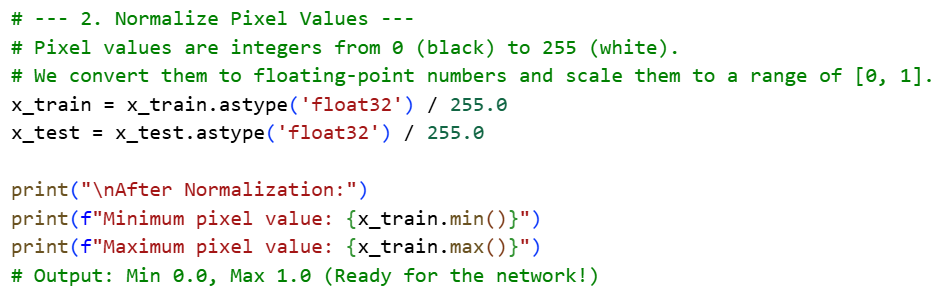 # --- 2. Normalize Pixel Values ---
# Pixel values are integers from 0 (black) to 255 (white).
# We convert them to floating-point numbers and scale them to a range of [0, 1].
x_train = x_train.astype('float32') / 255.0
x_test = x_test.astype('float32') / 255.0

print("\nAfter Normalization:")
print(f"Minimum pixel value: {x_train.min()}")
print(f"Maximum pixel value: {x_train.max()}")
# Output: Min 0.0, Max 1.0 (Ready for the network!)